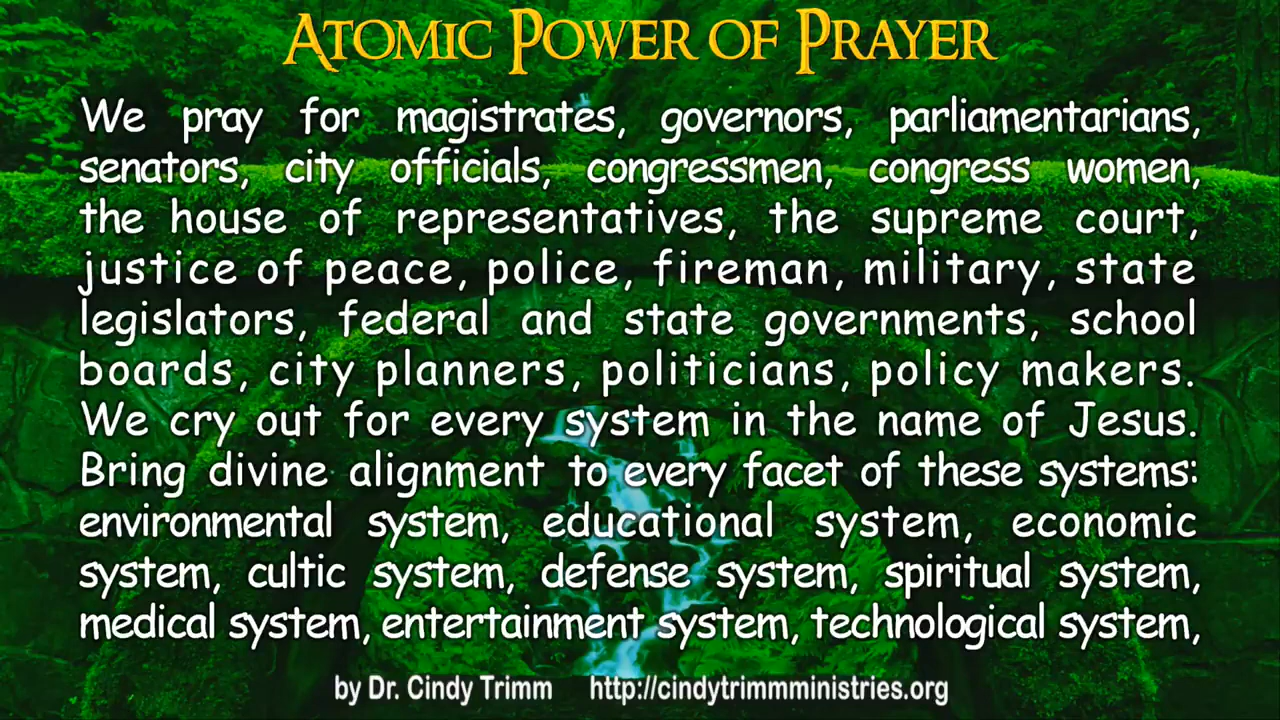 Atomic Power of Prayer
We pray for magistrates, governors, parliamentarians,
senators, city officials, congressmen, congress women,
the house of representatives, the supreme court,
justice of peace, police, fireman, military, state
legislators, federal and state governments, school
boards, city planners, politicians, policy makers.
We cry out for every system in the name of Jesus.
Bring divine alignment to every facet of these systems:
environmental system, educational system, economic
system, cultic system, defense system, spiritual system,
medical system, entertainment system, technological system,
by Dr. Cindy Trimm http://cindytrimmministries.org